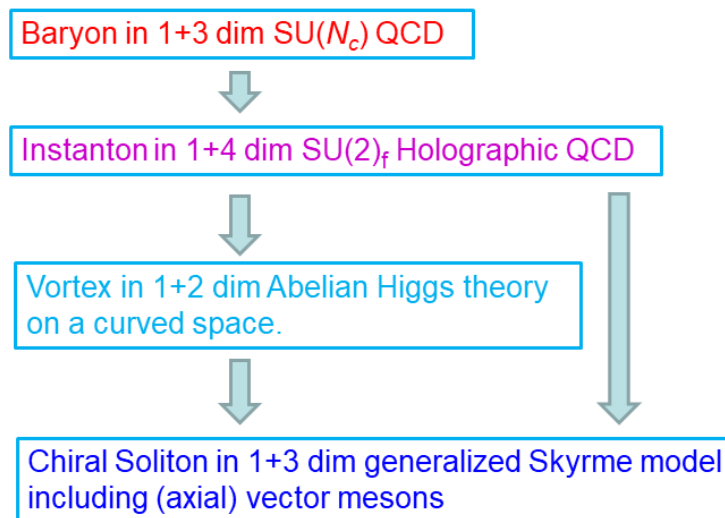 Baryon in 1+3 dim SU(Nc) QCD
Instanton in 1+4 dim SU(2)f Holographic QCD
Vortex in 1+2 dim Abelian Higgs theory
on a curved space.
Chiral Soliton in 1+3 dim generalized Skyrme model
including (axial) vector mesons